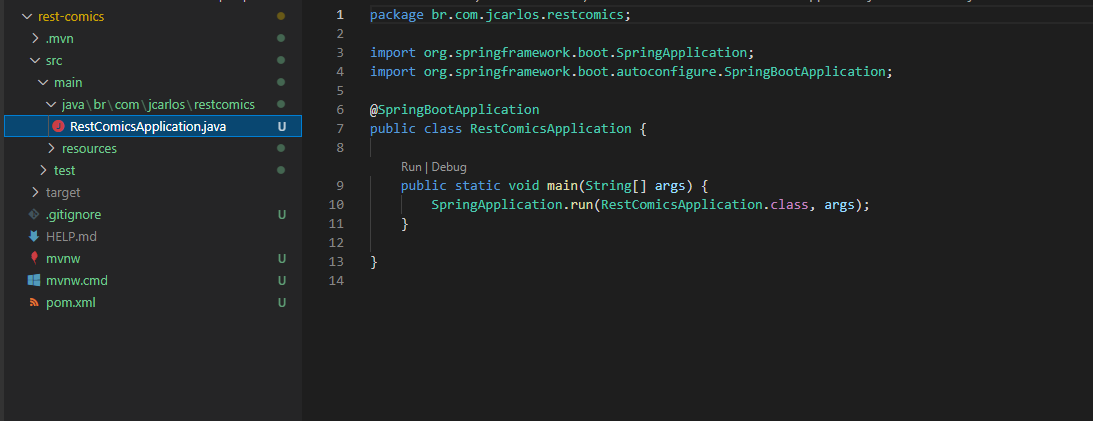 rest-comics
.mvn
src
main
java\br\com\jcarlos\restcomics
RestComicsApplication.java U
resources
test
target
.gitignore U
HELP.md
mvnw U
mvnw.cmd U
pom.xml U
1 package br.com.jcarlos.restcomics;
2
3 import org.springframework.boot.SpringApplication;
4 import org.springframework.boot.autoconfigure.SpringBootApplication;
5
6 @SpringBootApplication
7 public class RestComicsApplication {
8
Run | Debug
9 public static void main(String[] args) {
10 SpringApplication.run(RestComicsApplication.class, args);
11 }
12
13 }
14